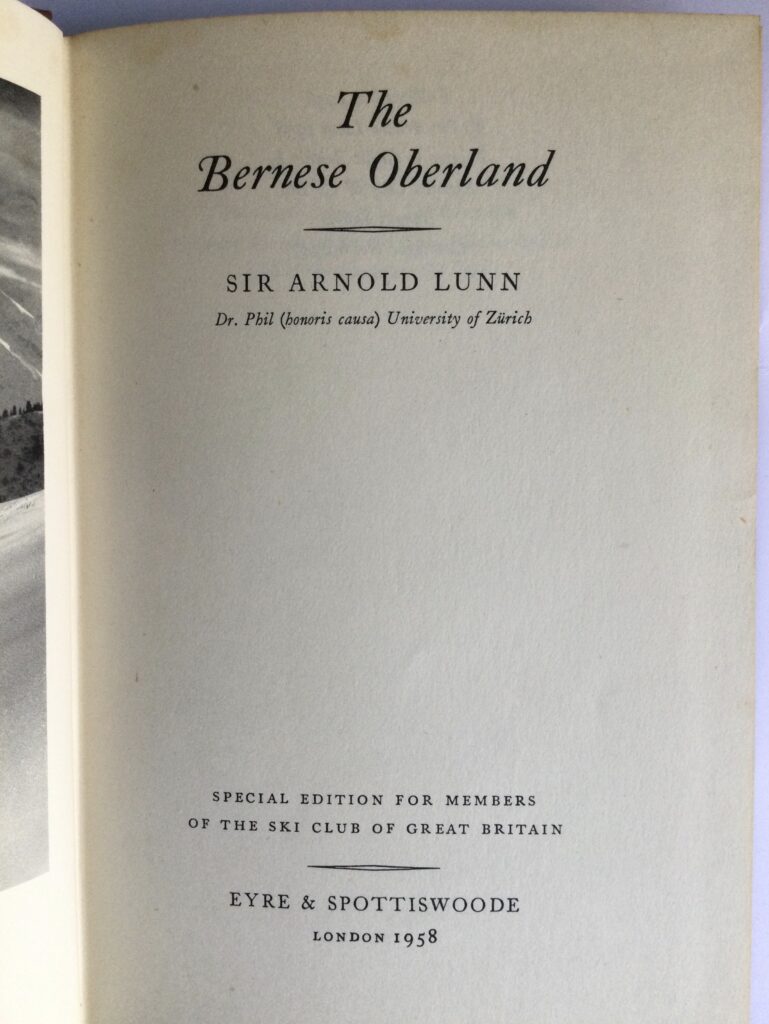 The
Bernese Oberland
SIR ARNOLD LUNN
Dr. Phil (honoris causa) University of Zürich
SPECIAL EDITION FOR MEMBERS
OF THE SKI CLUB OF GREAT BRITAIN
EYRE & SPOTTISWOODE
LONDON 1958